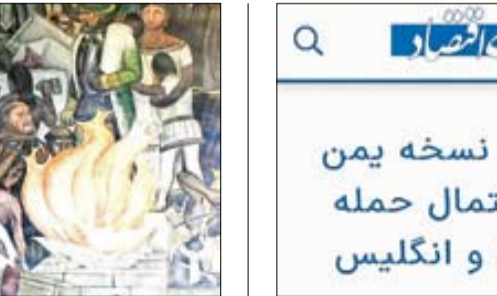 اقتصاد
نسخه یمن
حمله
و انگلیس